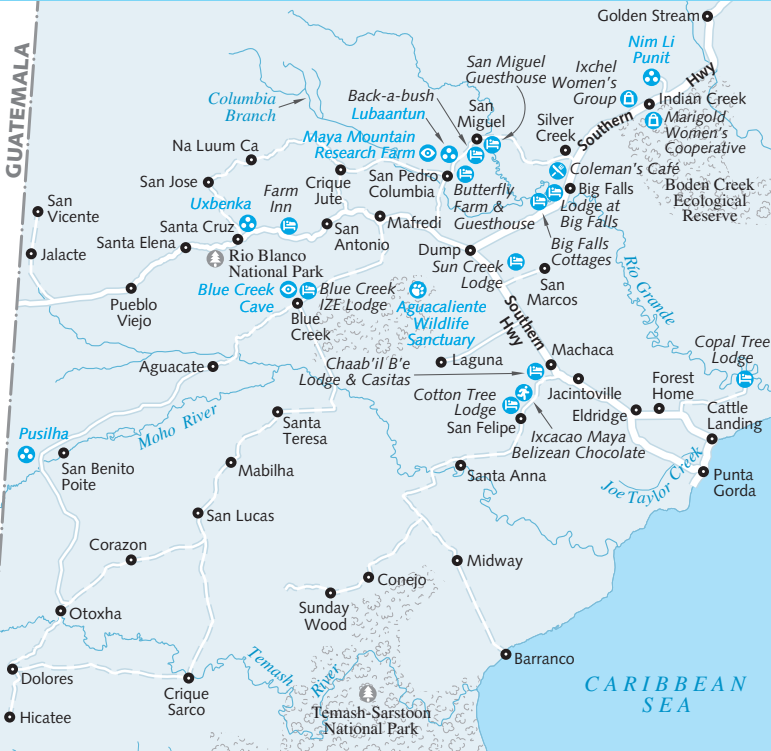 Golden Stream
GUATEMALA
Nim Li
Punit
San Miguel
Guesthouse
Ixchel
Women's
Group
Hwy
Southern
Indian Creek
Columbia
Branch
Back-a-bush
Lubaantun
San
Miguel
Silver
Creek
Marigold
Women's
Cooperative
Maya Mountain
Research Farm
Na Luum Ca
San Pedro
Columbia
Coleman's Café
Crique
Jute
Butterfly
Farm &
Guesthouse
Big Falls
Lodge at
Big Falls
Boden Creek
Ecological
Reserve
San Jose
Farm
Inn
San
Vicente
Uxbenka
Santa Cruz
San
Antonio
Mafredi
Big Falls
Cottages
Santa Elena
Jalacte
Rio Blanco
National Park
Dump
Sun Creek
Lodge
San
Marcos
Río Grande
Pueblo
Viejo
Blue Creek
Cave
Blue Creek
IZE Lodge
Blue
Creek
Aguacaliente
Wildlife
Sanctuary
Southern
Hwy
Copal Tree
Lodge
Aguacate
Chaab'il B'e
Lodge & Casitas
Laguna
Machaca
Jacintoville
Forest
Home
Cotton Tree
Lodge
San Felipe
Eldridge
Cattle
Landing
Moho River
Santa
Teresa
Ixcacao Maya
Belizean Chocolate
Pusilha
San Benito
Poite
Mabilha
Santa Anna
Joe Taylor Creek
Punta
Gorda
San Lucas
Corazon
Midway
Conejo
Sunday
Wood
Otoxha
Barranco
Temash
River
Dolores
Crique
Sarco
CARIBBEAN
SEA
Hicatee
Temash-Sarstoon
National Park